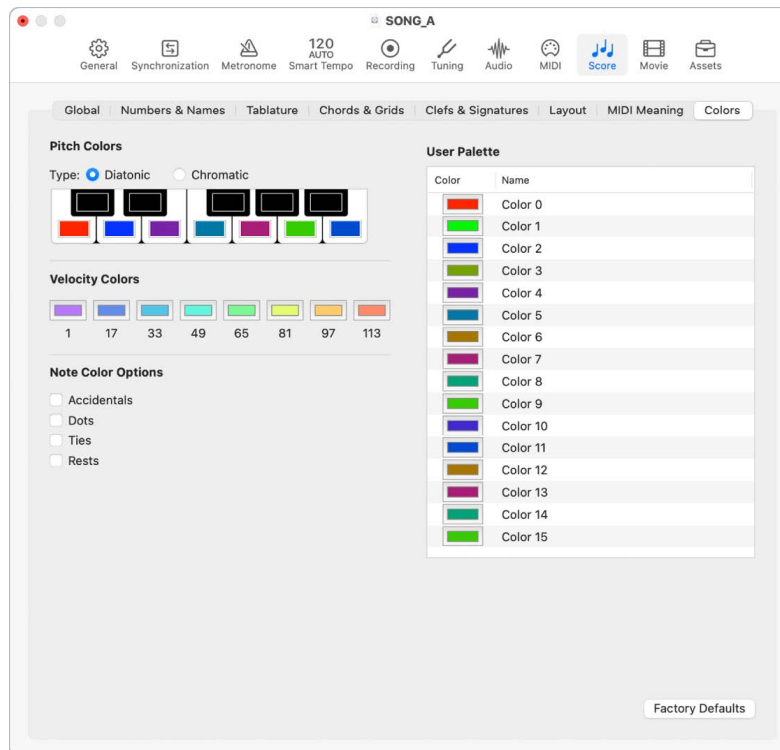 SONG_A
120
AUTO
General Synchronization Metronome Smart Tempo Recording Tuning Audio MIDI Score Movie Assets
Global Numbers & Names Tablature Chords & Grids Clefs & Signatures Layout MIDI Meaning Colors
Pitch Colors
Type: Diatonic Chromatic
Velocity Colors
1 17 33 49 65 81 97 113
Note Color Options
Accidentals
Dots
Ties
Rests
User Palette
Color Name
Color 0
Color 1
Color 2
Color 3
Color 4
Color 5
Color 6
Color 7
Color 8
Color 9
Color 10
Color 11
Color 12
Color 13
Color 14
Color 15
Factory Defaults